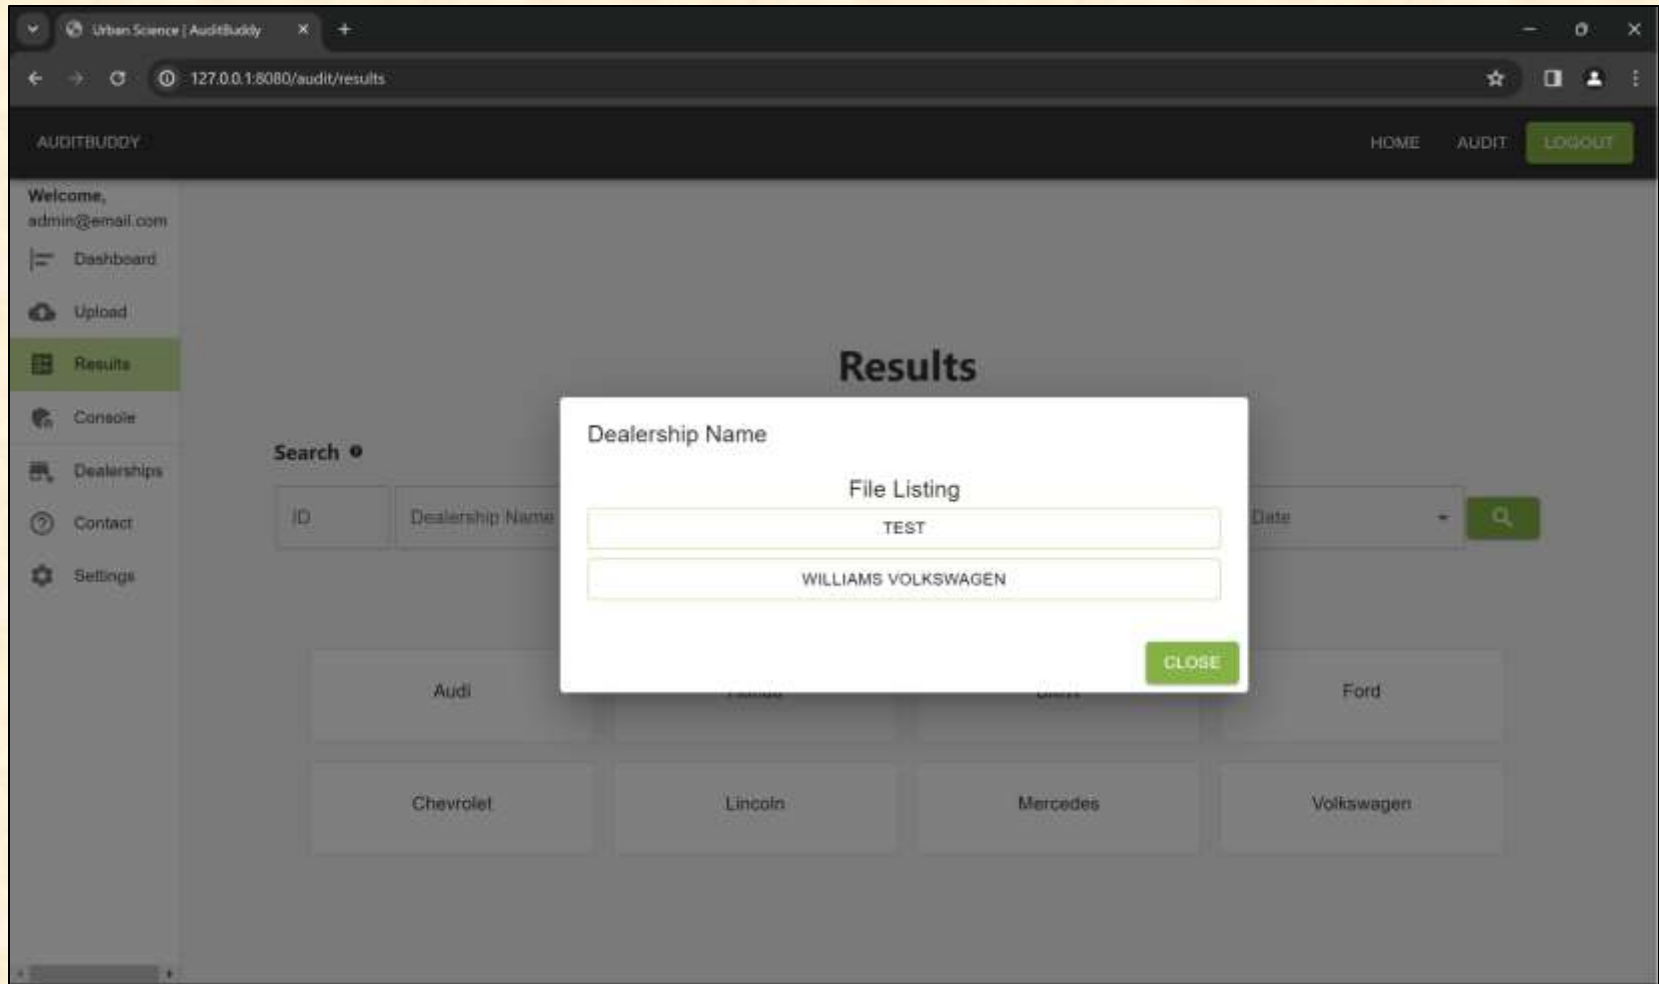 Urban Science | AuditBuddy
127.0.0.1:8080/audit/results
AUDITBUDDY
HOME AUDIT LOGOUT
Welcome,
admin@email.com
Dashboard
Upload
Results
Console
Dealerships
Contact
Settings
Results
Search
ID Dealership Name Date
Dealership Name
File Listing
TEST
WILLIAMS VOLKSWAGEN
CLOSE
Audi Ford
Chevrolet Lincoln Mercedes Volkswagen